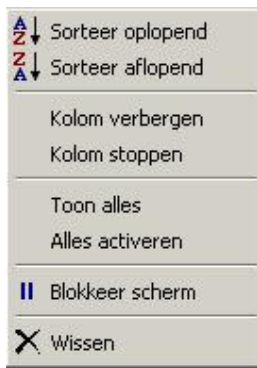 Sorteer oplopend
Sorteer aflopend
Kolom verbergen
Kolom stoppen
Toon alles
Alles activeren
Blokkeer scherm
Wissen